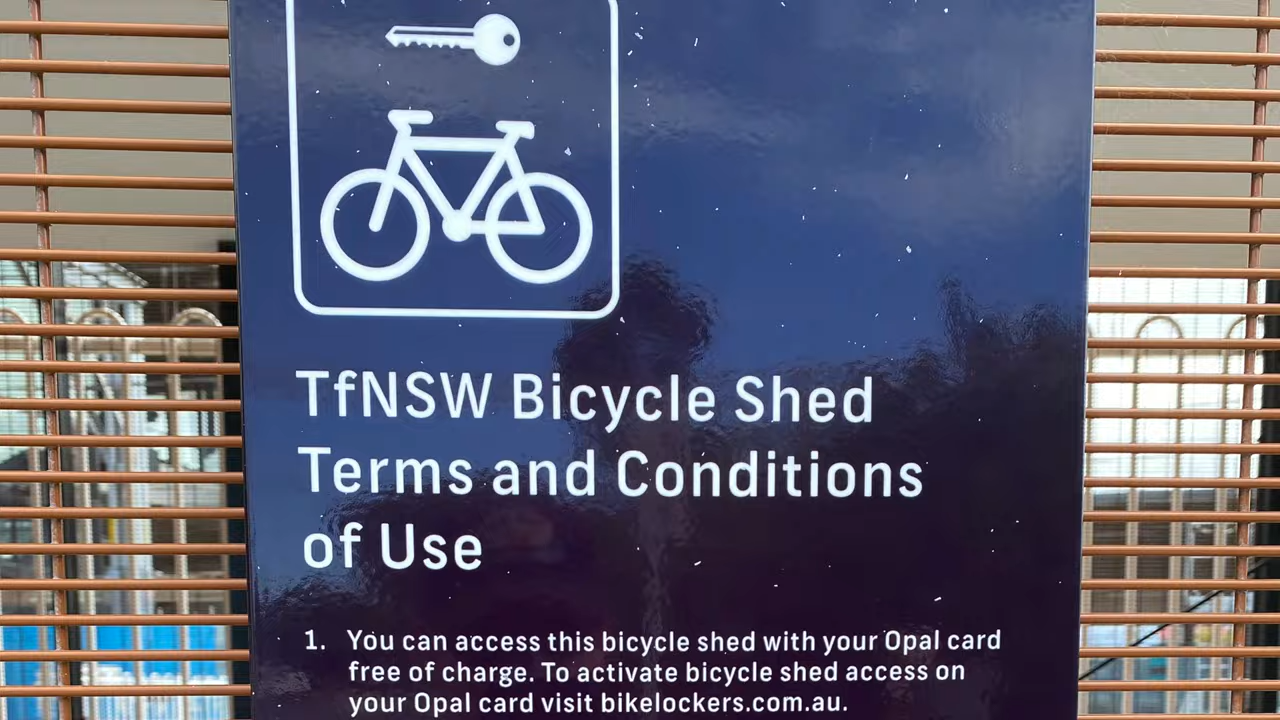 TfNSW Bicycle Shed
Terms and Conditions
of Use
1. You can access this bicycle shed with your Opal card
free of charge. To activate bicycle shed access on
your Opal card visit bikelockers.com.au.